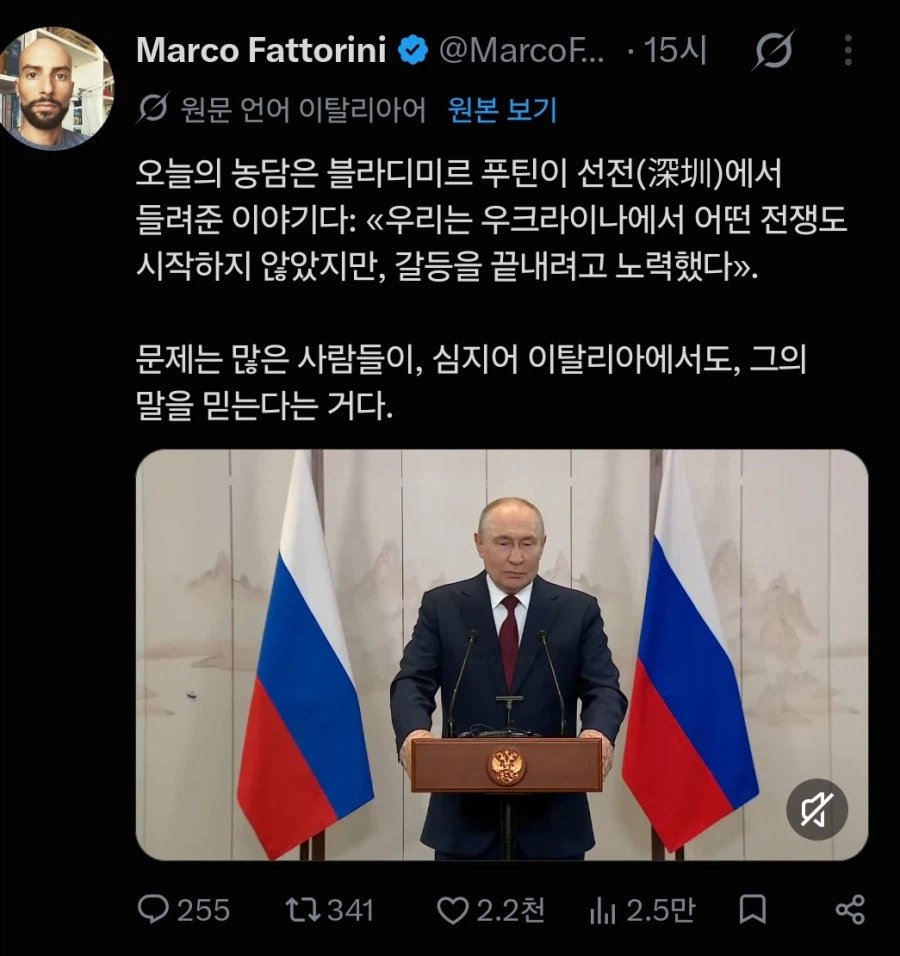 Marco Fattorini @MarcoF... · 15시
원문 언어 이탈리아어 원본 보기
오늘의 농담은 블라디미르 푸틴이 선전(深圳)에서
들려준 이야기다: «우리는 우크라이나에서 어떤 전쟁도
시작하지 않았지만, 갈등을 끝내려고 노력했다».
문제는 많은 사람들이, 심지어 이탈리아에서도, 그의
말을 믿는다는 거다.
255 341 2.2천 2.5만